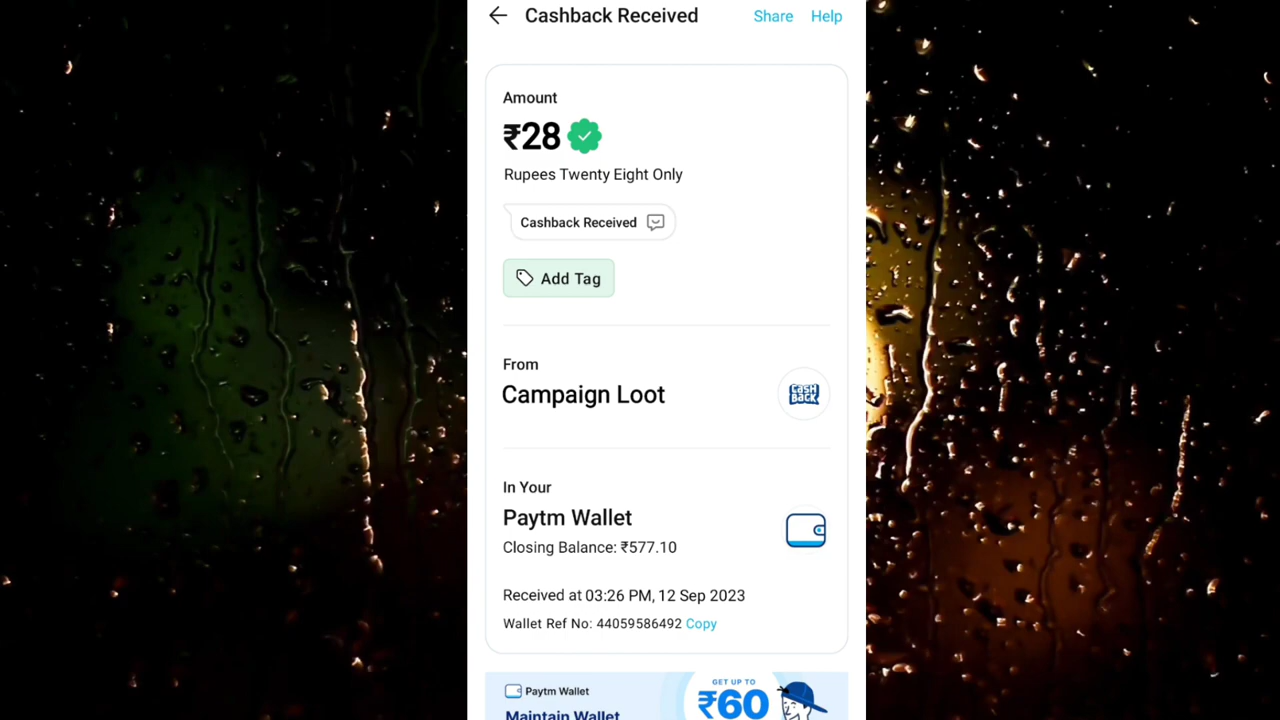 Cashback Received
Share
Help
Amount
₹28
Rupees Twenty Eight Only
Cashback Received
Add Tag
From
Campaign Loot
CASH
BACK
In Your
Paytm Wallet
Closing Balance: ₹577.10
Received at 03:26 PM, 12 Sep 2023
Wallet Ref No: 44059586492 Copy
Paytm Wallet
Maintain Wallet
GET UP TO
₹60